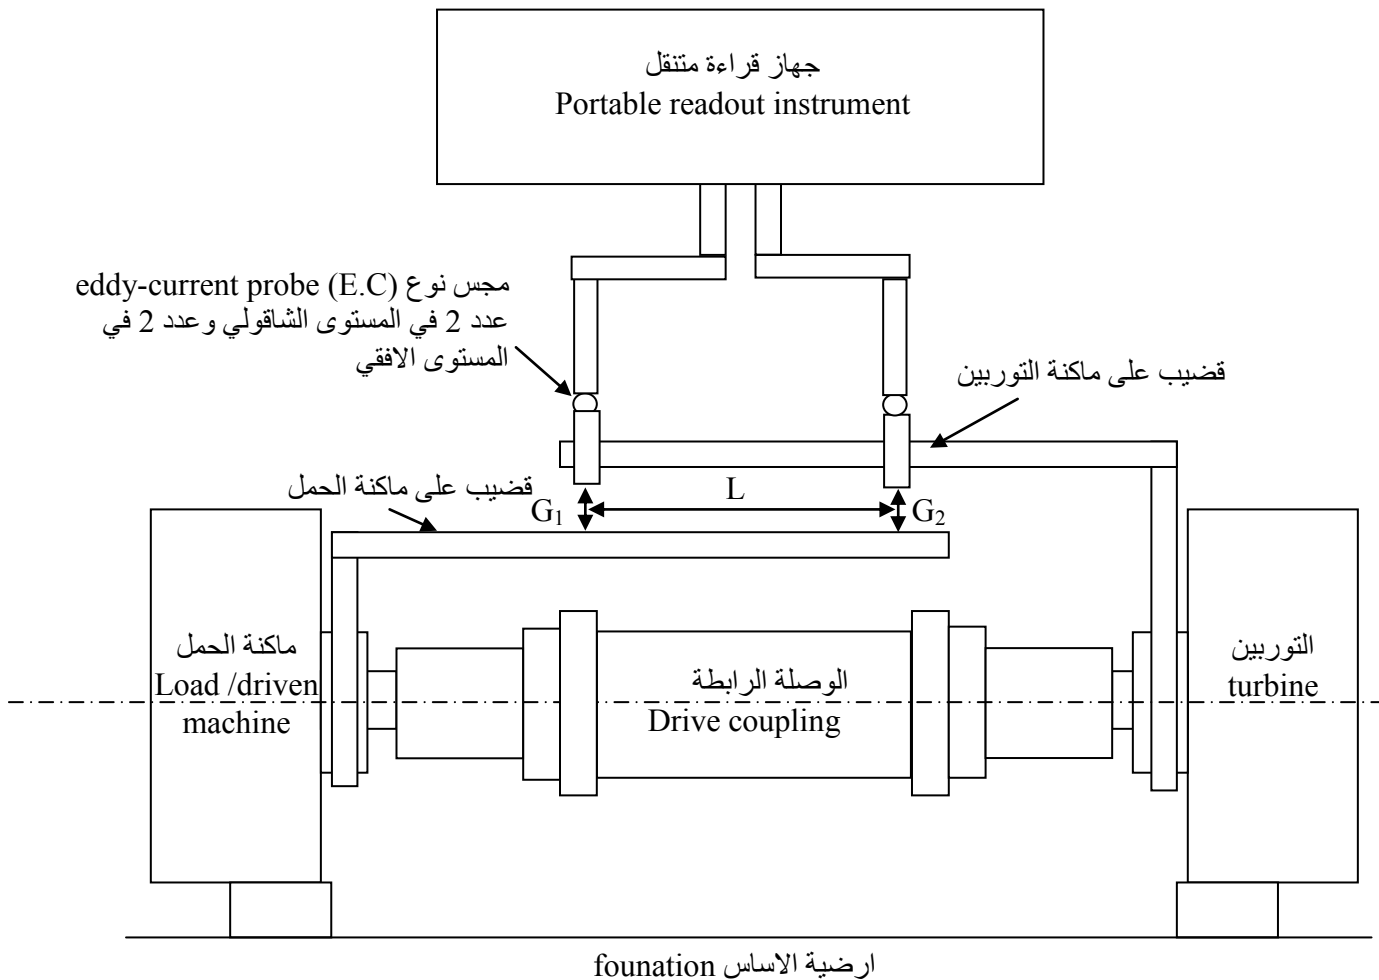 جهاز قراءة متنقل
Portable readout instrument
مجس نوع eddy-current probe (E.C)
عدد 2 في المستوى الشاقولي وعدد 2 في
المستوى الافقي
قضيب على ماكنة التوربين
قضيب على ماكنة الحمل
G1
L
G2
ماكنة الحمل
Load /driven
machine
الوصلة الرابطة
Drive coupling
التوربين
turbine
ارضية الاساس founation